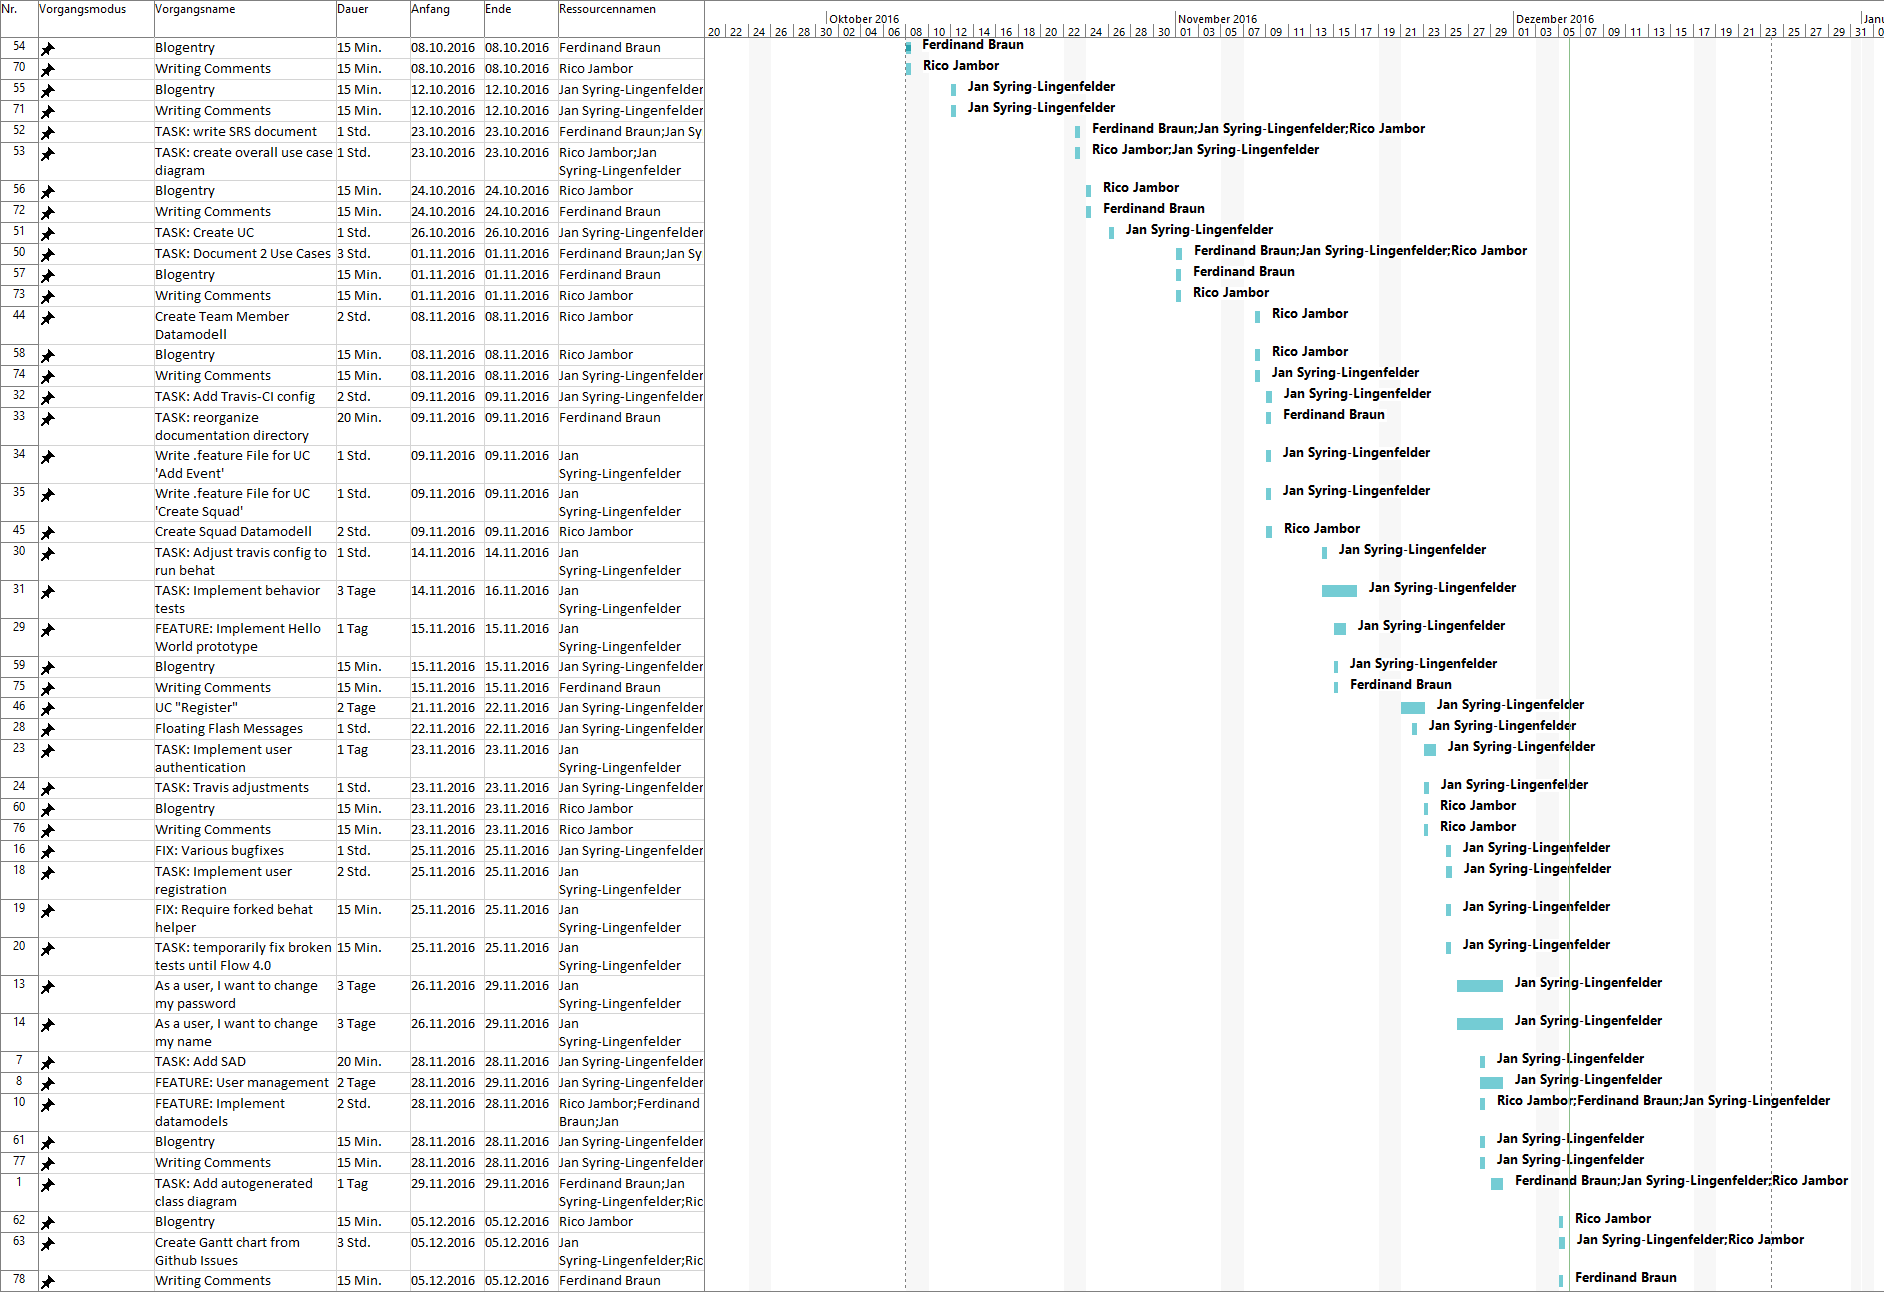 Nr. Vorgangsmodus Vorgangsname Dauer Anfang Ende Ressourcennamen
Oktober 2016 November 2016 Dezember 2016 Janu
20 22 24 26 28 30 02 04 06 08 10 12 14 16 18 20 22 24 26 28 30 01 03 05 07 09 11 13 15 17 19 21 23 25 27 29 01 03 05 07 09 11 13 15 17 19 21 23 25 27 29 31 0
54 Blogentry 15 Min. 08.10.2016 08.10.2016 Ferdinand Braun Ferdinand Braun
70 Writing Comments 15 Min. 08.10.2016 08.10.2016 Rico Jambor Rico Jambor
55 Blogentry 15 Min. 12.10.2016 12.10.2016 Jan Syring-Lingenfelder Jan Syring-Lingenfelder
71 Writing Comments 15 Min. 12.10.2016 12.10.2016 Jan Syring-Lingenfelder Jan Syring-Lingenfelder
52 TASK: write SRS document 1 Std. 23.10.2016 23.10.2016 Ferdinand Braun;Jan Sy Ferdinand Braun;Jan Syring-Lingenfelder;Rico Jambor
53 TASK: create overall use case 1 Std. 23.10.2016 23.10.2016 Rico Jambor;Jan Rico Jambor;Jan Syring-Lingenfelder
diagram Syring-Lingenfelder
56 Blogentry 15 Min. 24.10.2016 24.10.2016 Rico Jambor Rico Jambor
72 Writing Comments 15 Min. 24.10.2016 24.10.2016 Ferdinand Braun Ferdinand Braun
51 TASK: Create UC 1 Std. 26.10.2016 26.10.2016 Jan Syring-Lingenfelder Jan Syring-Lingenfelder
50 TASK: Document 2 Use Cases 3 Std. 01.11.2016 01.11.2016 Ferdinand Braun;Jan Sy Ferdinand Braun;Jan Syring-Lingenfelder;Rico Jambor
57 Blogentry 15 Min. 01.11.2016 01.11.2016 Ferdinand Braun Ferdinand Braun
73 Writing Comments 15 Min. 01.11.2016 01.11.2016 Rico Jambor Rico Jambor
44 Create Team Member 2 Std. 08.11.2016 08.11.2016 Rico Jambor Rico Jambor
Datamodell
58 Blogentry 15 Min. 08.11.2016 08.11.2016 Rico Jambor Rico Jambor
74 Writing Comments 15 Min. 08.11.2016 08.11.2016 Jan Syring-Lingenfelder Jan Syring-Lingenfelder
32 TASK: Add Travis-CI config 2 Std. 09.11.2016 09.11.2016 Jan Syring-Lingenfelder Jan Syring-Lingenfelder
33 TASK: reorganize 20 Min. 09.11.2016 09.11.2016 Ferdinand Braun Ferdinand Braun
documentation directory
34 Write .feature File for UC 1 Std. 09.11.2016 09.11.2016 Jan Jan Syring-Lingenfelder
'Add Event' Syring-Lingenfelder
35 Write .feature File for UC 1 Std. 09.11.2016 09.11.2016 Jan Jan Syring-Lingenfelder
'Create Squad' Syring-Lingenfelder
45 Create Squad Datamodell 2 Std. 09.11.2016 09.11.2016 Rico Jambor Rico Jambor
30 TASK: Adjust travis config to 1 Std. 14.11.2016 14.11.2016 Jan Jan Syring-Lingenfelder
run behat Syring-Lingenfelder
31 TASK: Implement behavior 3 Tage 14.11.2016 16.11.2016 Jan Jan Syring-Lingenfelder
tests Syring-Lingenfelder
29 FEATURE: Implement Hello 1 Tag 15.11.2016 15.11.2016 Jan Jan Syring-Lingenfelder
World prototype Syring-Lingenfelder
59 Blogentry 15 Min. 15.11.2016 15.11.2016 Jan Syring-Lingenfelder Jan Syring-Lingenfelder
75 Writing Comments 15 Min. 15.11.2016 15.11.2016 Ferdinand Braun Ferdinand Braun
46 UC "Register" 2 Tage 21.11.2016 22.11.2016 Jan Syring-Lingenfelder Jan Syring-Lingenfelder
28 Floating Flash Messages 1 Std. 22.11.2016 22.11.2016 Jan Syring-Lingenfelder Jan Syring-Lingenfelder
23 TASK: Implement user 1 Tag 23.11.2016 23.11.2016 Jan Jan Syring-Lingenfelder
authentication Syring-Lingenfelder
24 TASK: Travis adjustments 1 Std. 23.11.2016 23.11.2016 Jan Syring-Lingenfelder Jan Syring-Lingenfelder
60 Blogentry 15 Min. 23.11.2016 23.11.2016 Rico Jambor Rico Jambor
76 Writing Comments 15 Min. 23.11.2016 23.11.2016 Rico Jambor Rico Jambor
16 FIX: Various bugfixes 1 Std. 25.11.2016 25.11.2016 Jan Syring-Lingenfelder Jan Syring-Lingenfelder
18 TASK: Implement user 2 Std. 25.11.2016 25.11.2016 Jan Jan Syring-Lingenfelder
registration Syring-Lingenfelder
19 FIX: Require forked behat 15 Min. 25.11.2016 25.11.2016 Jan Jan Syring-Lingenfelder
helper Syring-Lingenfelder
20 TASK: temporarily fix broken 15 Min. 25.11.2016 25.11.2016 Jan Jan Syring-Lingenfelder
tests until Flow 4.0 Syring-Lingenfelder
13 As a user, I want to change 3 Tage 26.11.2016 29.11.2016 Jan Jan Syring-Lingenfelder
my password Syring-Lingenfelder
14 As a user, I want to change 3 Tage 26.11.2016 29.11.2016 Jan Jan Syring-Lingenfelder
my name Syring-Lingenfelder
7 TASK: Add SAD 20 Min. 28.11.2016 28.11.2016 Jan Syring-Lingenfelder Jan Syring-Lingenfelder
8 FEATURE: User management 2 Tage 28.11.2016 29.11.2016 Jan Syring-Lingenfelder Jan Syring-Lingenfelder
10 FEATURE: Implement 2 Std. 28.11.2016 28.11.2016 Rico Jambor;Ferdinand Rico Jambor;Ferdinand Braun;Jan Syring-Lingenfelder
datamodels Braun;Jan
61 Blogentry 15 Min. 28.11.2016 28.11.2016 Jan Syring-Lingenfelder Jan Syring-Lingenfelder
77 Writing Comments 15 Min. 28.11.2016 28.11.2016 Jan Syring-Lingenfelder Jan Syring-Lingenfelder
1 TASK: Add autogenerated 1 Tag 29.11.2016 29.11.2016 Ferdinand Braun;Jan Ferdinand Braun;Jan Syring-Lingenfelder;Rico Jambor
class diagram Syring-Lingenfelder;Ric
62 Blogentry 15 Min. 05.12.2016 05.12.2016 Rico Jambor Rico Jambor
63 Create Gantt chart from 3 Std. 05.12.2016 05.12.2016 Jan Jan Syring-Lingenfelder;Rico Jambor
Github Issues Syring-Lingenfelder;Ric
78 Writing Comments 15 Min. 05.12.2016 05.12.2016 Ferdinand Braun Ferdinand Braun